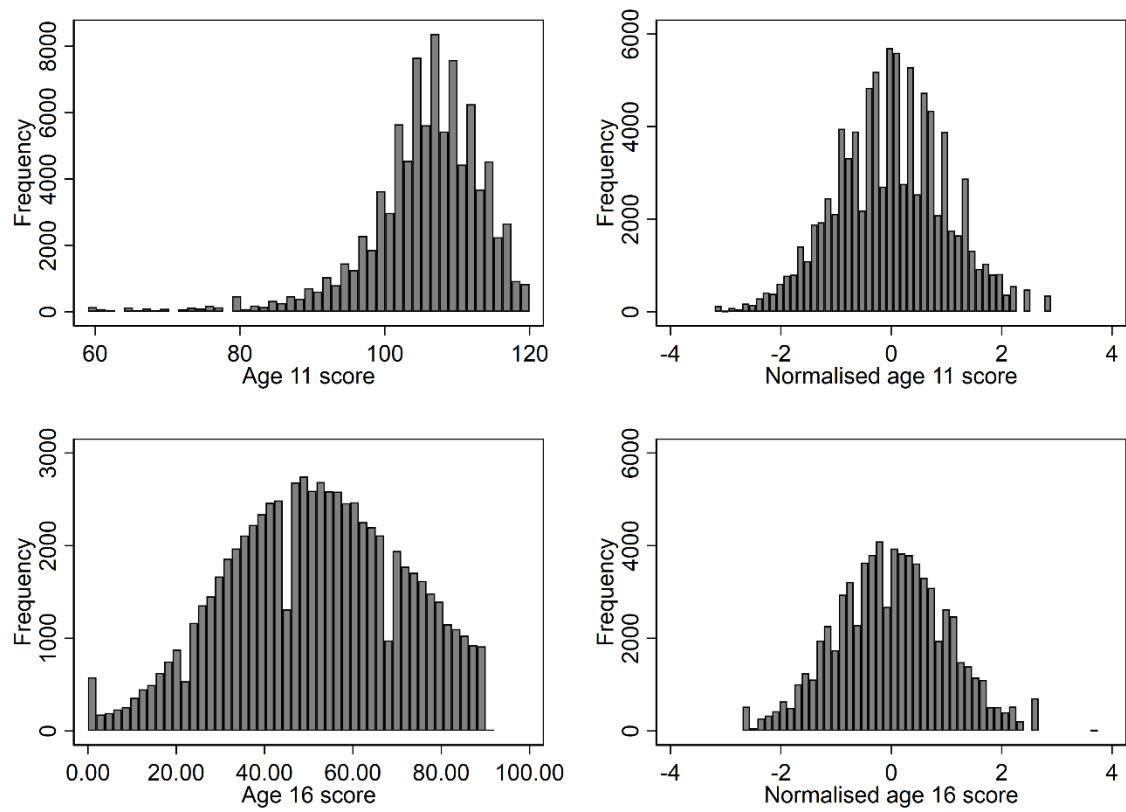 8000
6000
4000
2000
0
Frequency
60 80 100 120
Age 11 score
6000
4000
2000
0
Frequency
-4 -2 0 2 4
Normalised age 11 score
3000
2000
1000
0
Frequency
0.00 20.00 40.00 60.00 80.00 100.00
Age 16 score
6000
4000
2000
0
Frequency
-4 -2 0 2 4
Normalised age 16 score